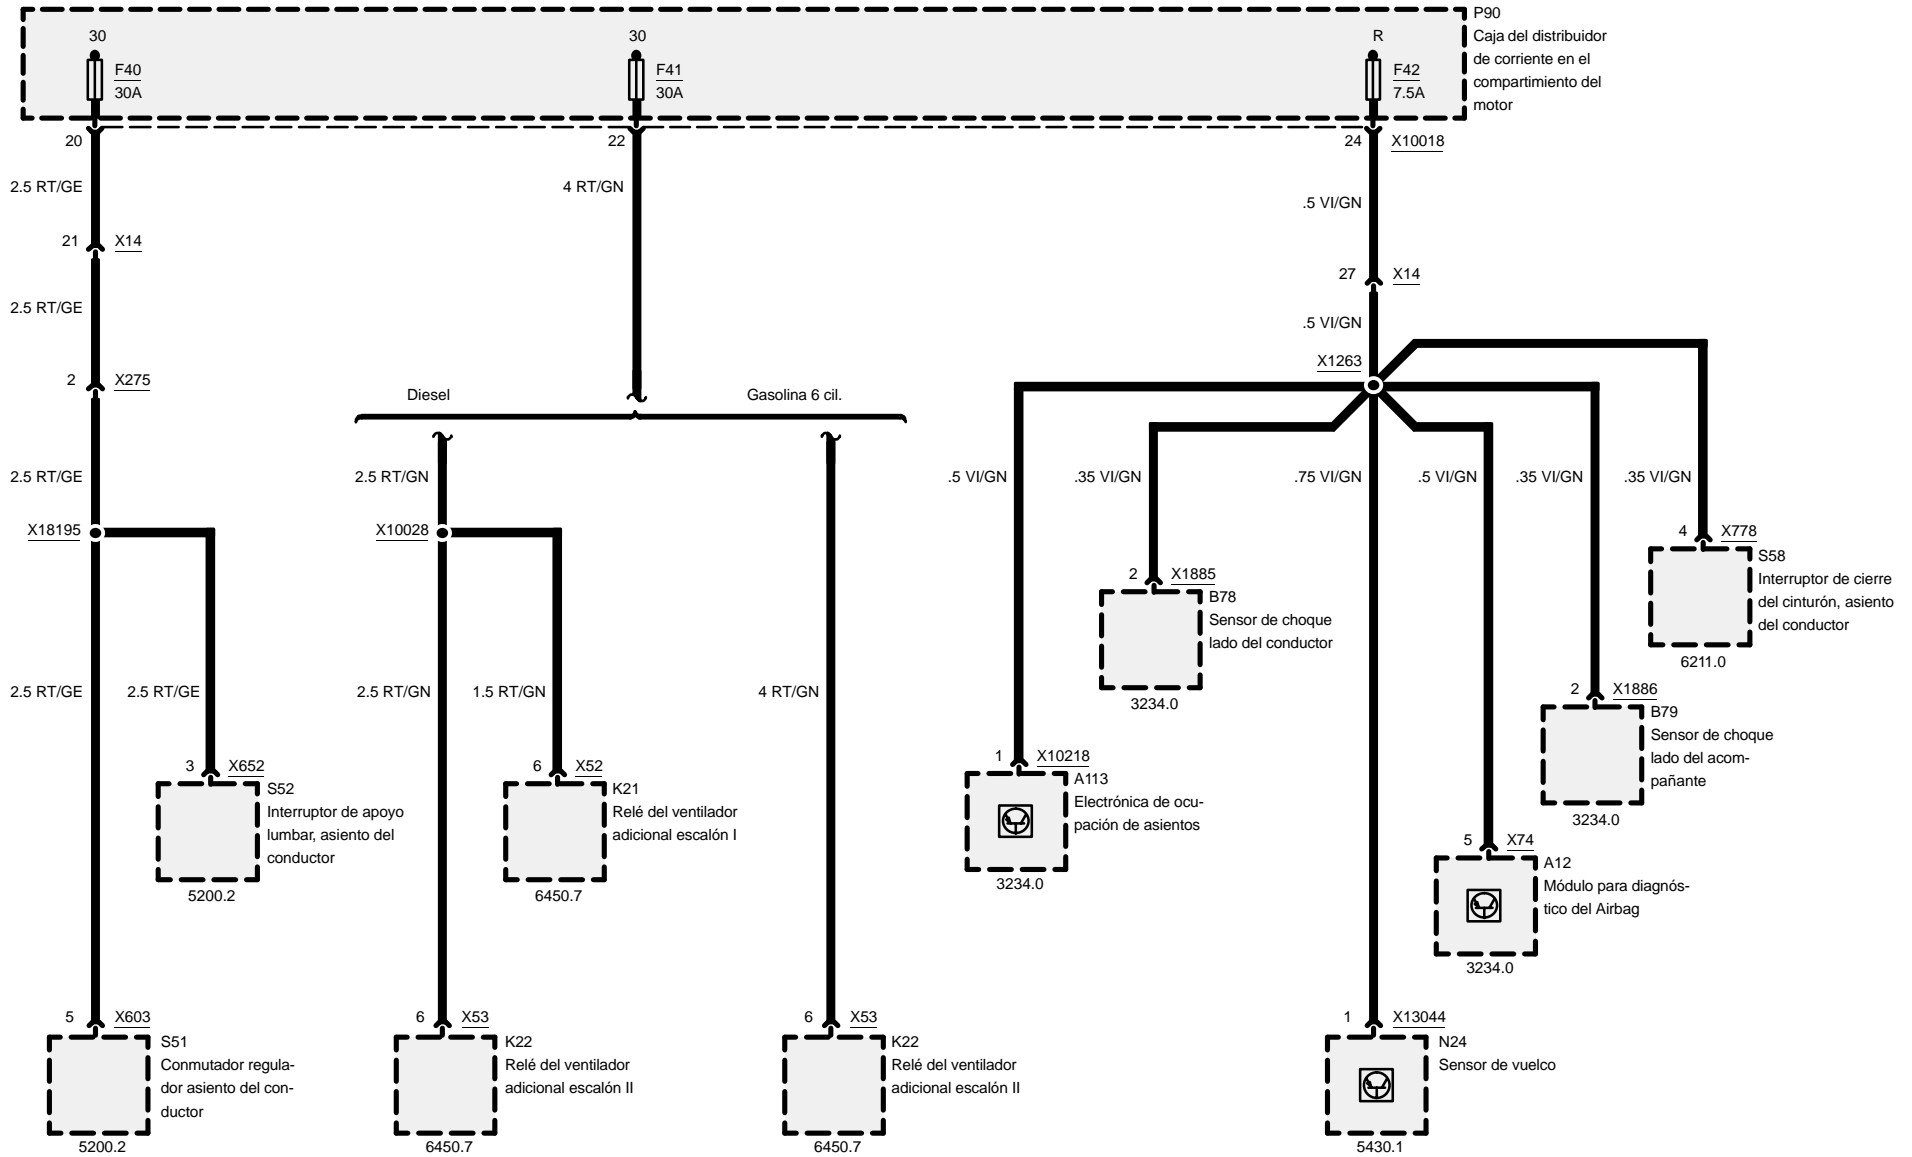 P90
Caja del distribuidor
de corriente en el
compartimiento del
motor
30
F40
30A
30
F41
30A
R
F42
7.5A
20
22
24 X10018
2.5 RT/GE
4 RT/GN
.5 VI/GN
21 X14
27 X14
2.5 RT/GE
.5 VI/GN
X1263
2 X275
Diesel
Gasolina 6 cil.
2.5 RT/GE
2.5 RT/GN
.5 VI/GN
.35 VI/GN
.75 VI/GN
.5 VI/GN
.35 VI/GN
.35 VI/GN
X18195
X10028
4 X778
S58
Interruptor de cierre
del cinturón, asiento
del conductor
6211.0
2 X1885
B78
Sensor de choque
lado del conductor
3234.0
2.5 RT/GE
2.5 RT/GE
2.5 RT/GN
1.5 RT/GN
4 RT/GN
2 X1886
B79
Sensor de choque
lado del acom-
pañante
3234.0
3 X652
S52
Interruptor de apoyo
lumbar, asiento del
conductor
5200.2
6 X52
K21
Relé del ventilador
adicional escalón I
6450.7
1 X10218
A113
Electrónica de ocu-
pación de asientos
3234.0
5 X74
A12
Módulo para diagnós-
tico del Airbag
3234.0
5 X603
S51
Conmutador regula-
dor asiento del con-
ductor
5200.2
6 X53
K22
Relé del ventilador
adicional escalón II
6450.7
6 X53
K22
Relé del ventilador
adicional escalón II
6450.7
1 X13044
N24
Sensor de vuelco
5430.1